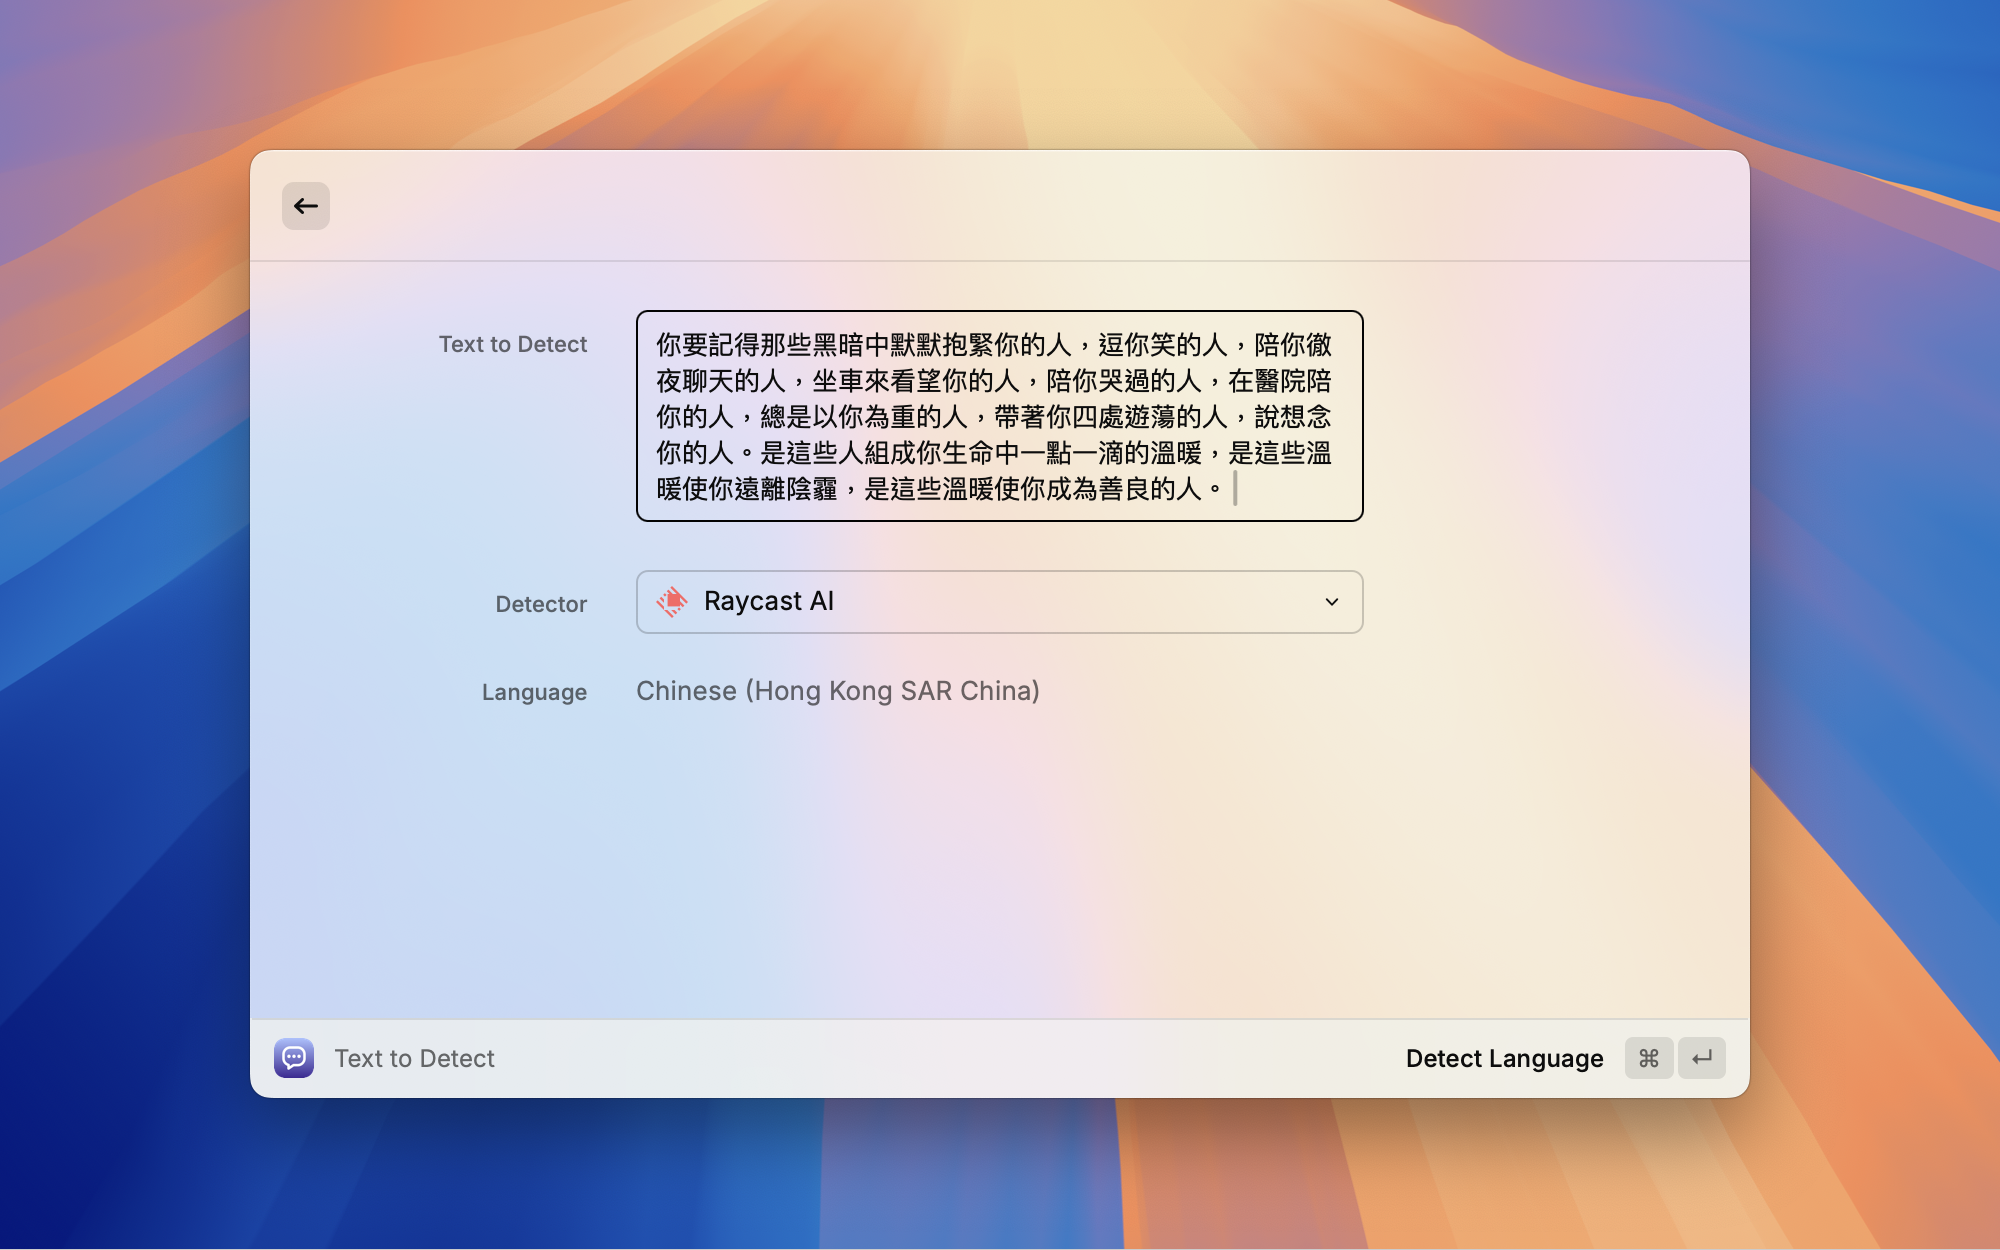 Text to Detect
你要記得那些黑暗中默默抱緊你的人，逗你笑的人，陪你徹
夜聊天的人，坐車來看望你的人，陪你哭過的人，在醫院陪
你的人，總是以你為重的人，帶著你四處遊蕩的人，說想念
你的人。是這些人組成你生命中一點一滴的溫暖，是這些溫
暖使你遠離陰霾，是這些溫暖使你成為善良的人。
Detector
Raycast AI
Language
Chinese (Hong Kong SAR China)
Text to Detect
Detect Language ⌘ ↵